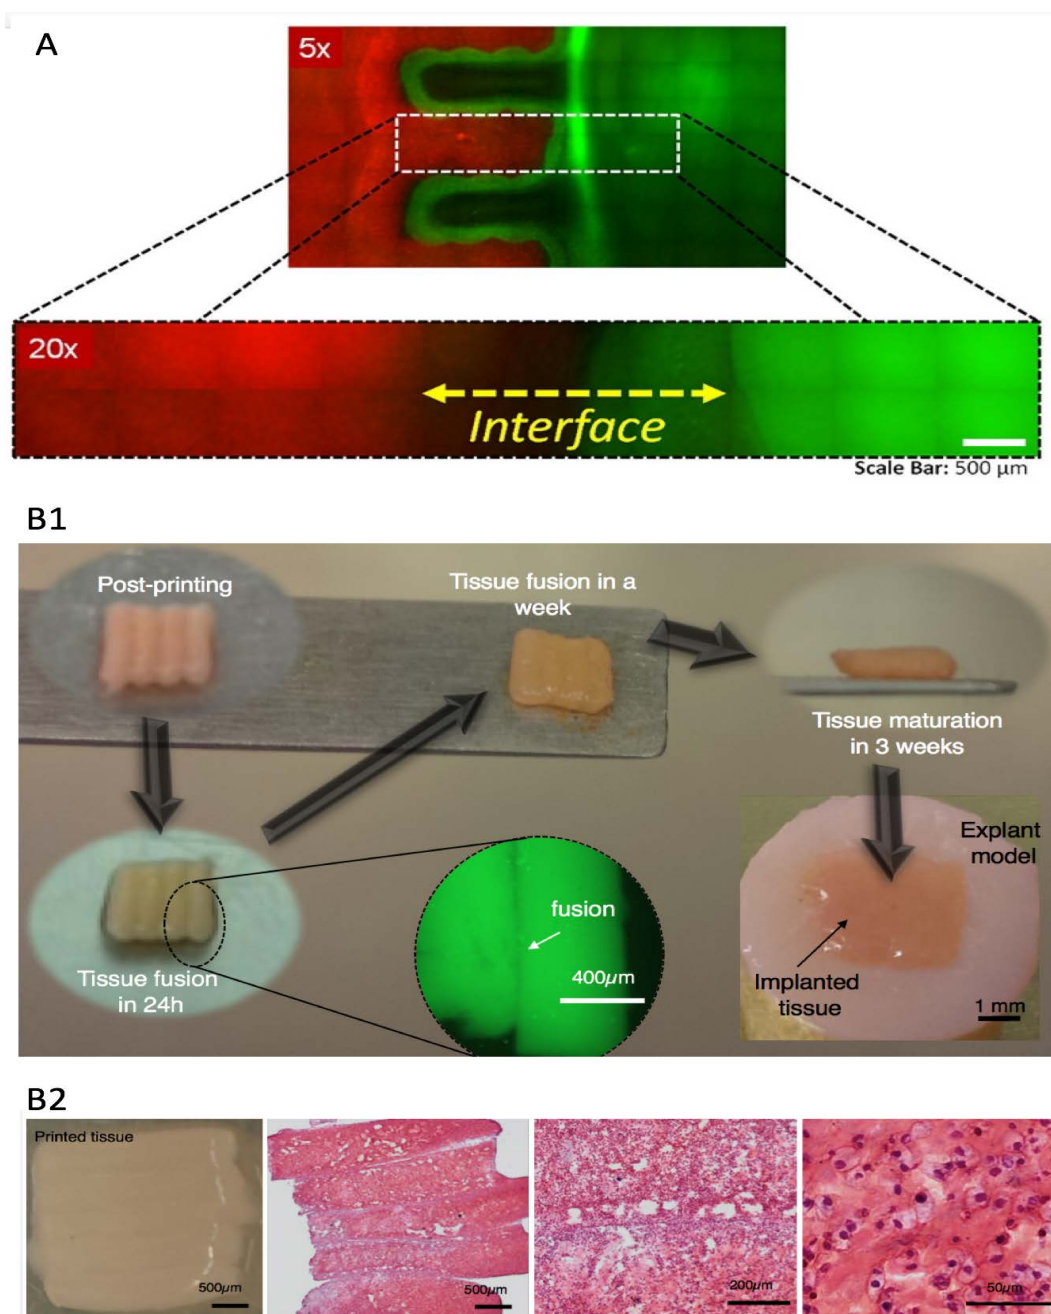 A
5x
20x
Interface
Scale Bar: 500 µm
B1
Post-printing
Tissue fusion in a
week
Tissue maturation
in 3 weeks
Tissue fusion
in 24h
fusion
400µm
Explant
model
Implanted
tissue
1 mm
B2
Printed tissue
500µm
500µm
200µm
50µm